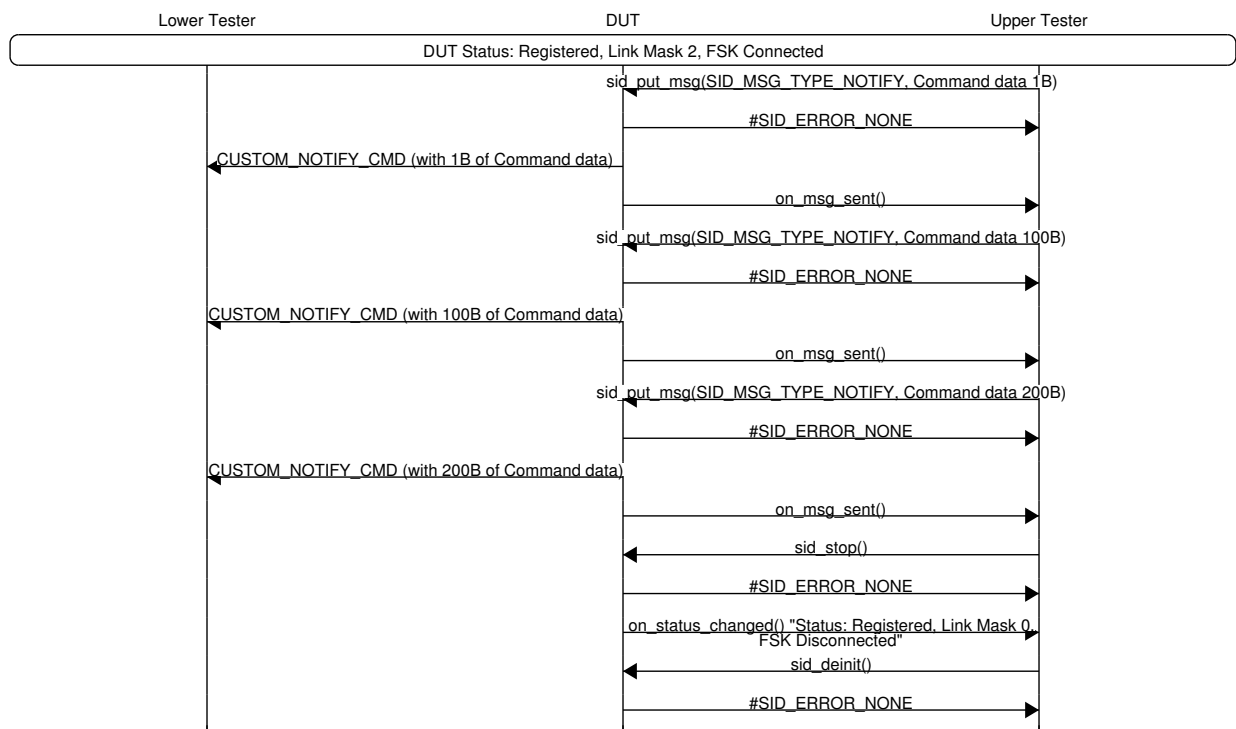 Lower Tester DUT Upper Tester
DUT Status: Registered, Link Mask 2, FSK Connected
sid_put_msg(SID_MSG_TYPE_NOTIFY, Command data 1B)
#SID_ERROR_NONE
CUSTOM_NOTIFY_CMD (with 1B of Command data)
on_msg_sent()
sid_put_msg(SID_MSG_TYPE_NOTIFY, Command data 100B)
#SID_ERROR_NONE
CUSTOM_NOTIFY_CMD (with 100B of Command data)
on_msg_sent()
sid_put_msg(SID_MSG_TYPE_NOTIFY, Command data 200B)
#SID_ERROR_NONE
CUSTOM_NOTIFY_CMD (with 200B of Command data)
on_msg_sent()
sid_stop()
#SID_ERROR_NONE
on_status_changed() "Status: Registered, Link Mask 0,
FSK Disconnected"
sid_deinit()
#SID_ERROR_NONE